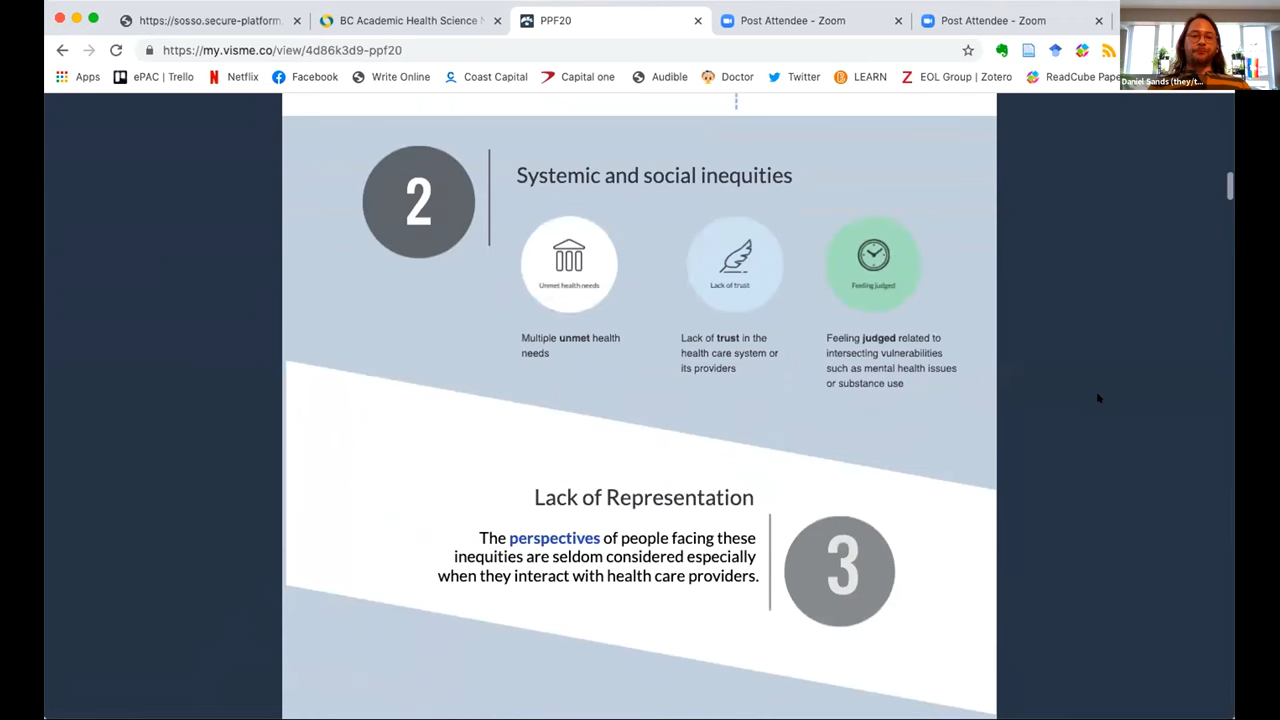 https://sosso.secure-platform.
BC Academic Health Science N
PPF20
Post Attendee - Zoom
Post Attendee - Zoom
https://my.visme.co/view/4d86k3d9-ppf20
Apps
ePAC | Trello
Netflix
Facebook
Write Online
Coast Capital
Capital one
Audible
Doctor
Twitter
LEARN
EOL Group | Zotero
ReadCube Pape
Daniel Sands (they/t...
2
Systemic and social inequities
Unmet health needs
Lack of trust
Feeling judged
Multiple unmet health
needs
Lack of trust in the
health care system or
its providers
Feeling judged related to
intersecting vulnerabilities
such as mental health issues
or substance use
Lack of Representation
The perspectives of people facing these
inequities are seldom considered especially
when they interact with health care providers.
3